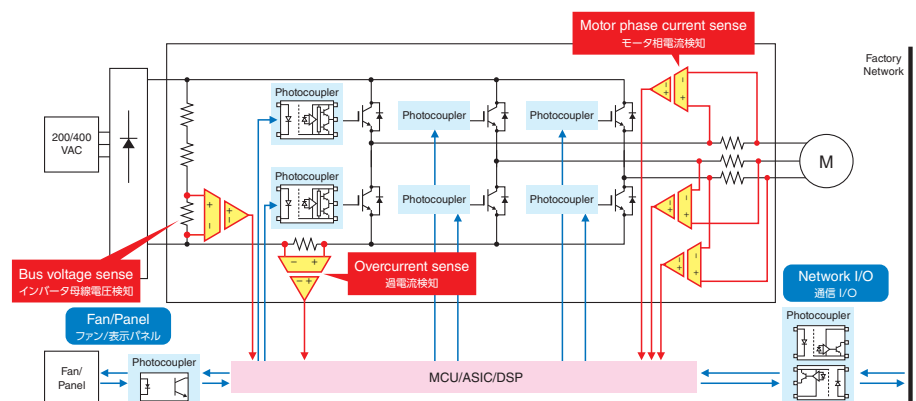 Motor phase current sense
モータ相電流検知
Factory
Network
200/400
VAC
Photocoupler
Photocoupler
Photocoupler
Photocoupler
Photocoupler
Photocoupler
M
Bus voltage sense
インバータ母線電圧検知
Overcurrent sense
過電流検知
Network I/O
通信 I/O
Fan/Panel
ファン/表示パネル
Photocoupler
Fan/
Panel
Photocoupler
MCU/ASIC/DSP